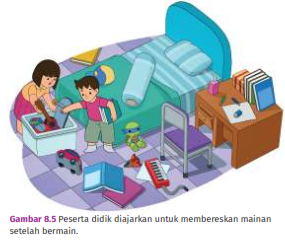 Gambar 8.5 Peserta didik diajarkan untuk membereskan mainan
setelah bermain.